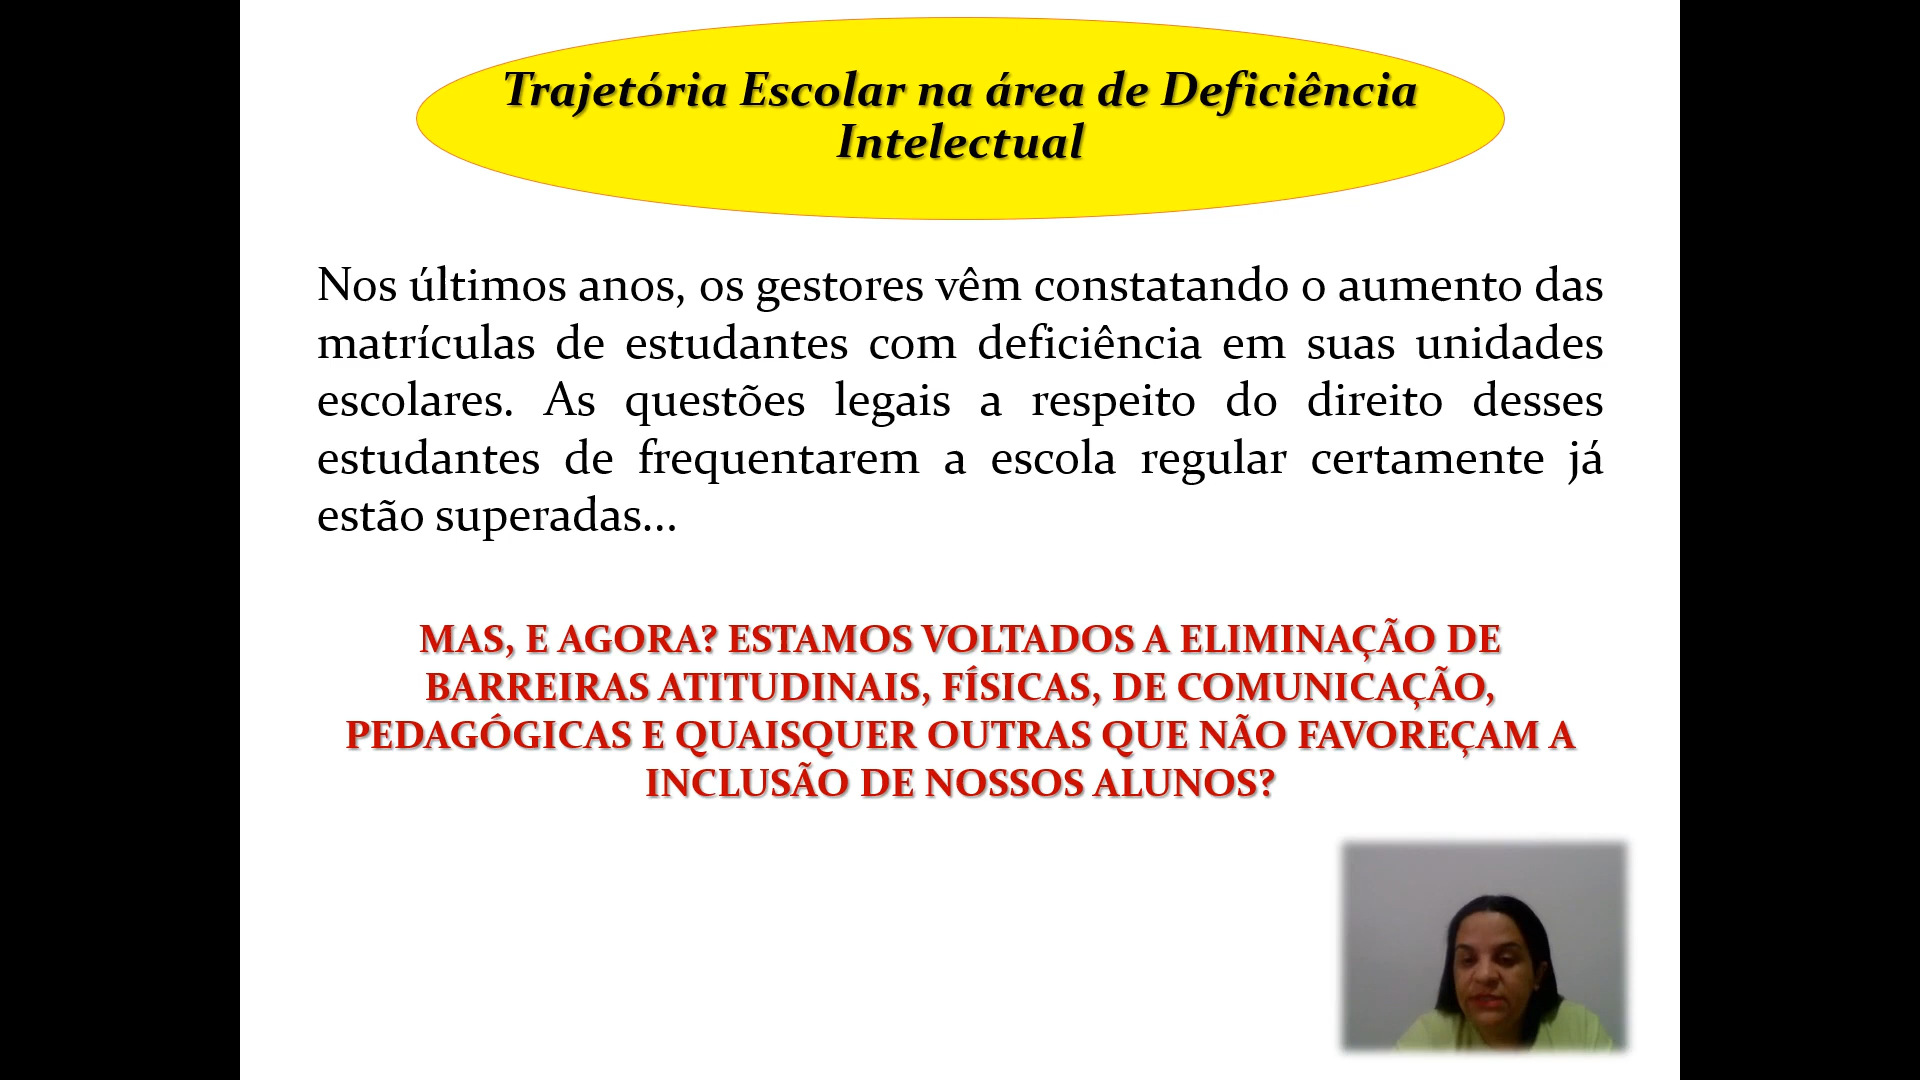 Trajetória Escolar na área de Deficiência
Intelectual
Nos últimos anos, os gestores vêm constatando o aumento das
matrículas de estudantes com deficiência em suas unidades
escolares. As questões legais a respeito do direito desses
estudantes de frequentarem a escola regular certamente já
estão superadas...
MAS, E AGORA? ESTAMOS VOLTADOS A ELIMINAÇÃO DE
BARREIRAS ATITUDINAIS, FÍSICAS, DE COMUNICAÇÃO,
PEDAGÓGICAS E QUAISQUER OUTRAS QUE NÃO FAVOREÇAM A
INCLUSÃO DE NOSSOS ALUNOS?